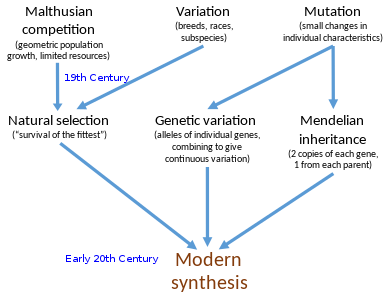 Malthusian
competition
(geometric population
growth, limited resources)
Variation
(breeds, races,
subspecies)
Mutation
(small changes in
individual characteristics)
19th Century
Natural selection
("survival of the fittest")
Genetic variation
(alleles of individual genes,
combining to give
continuous variation)
Mendelian
inheritance
(2 copies of each gene,
1 from each parent)
Early 20th Century
Modern
synthesis